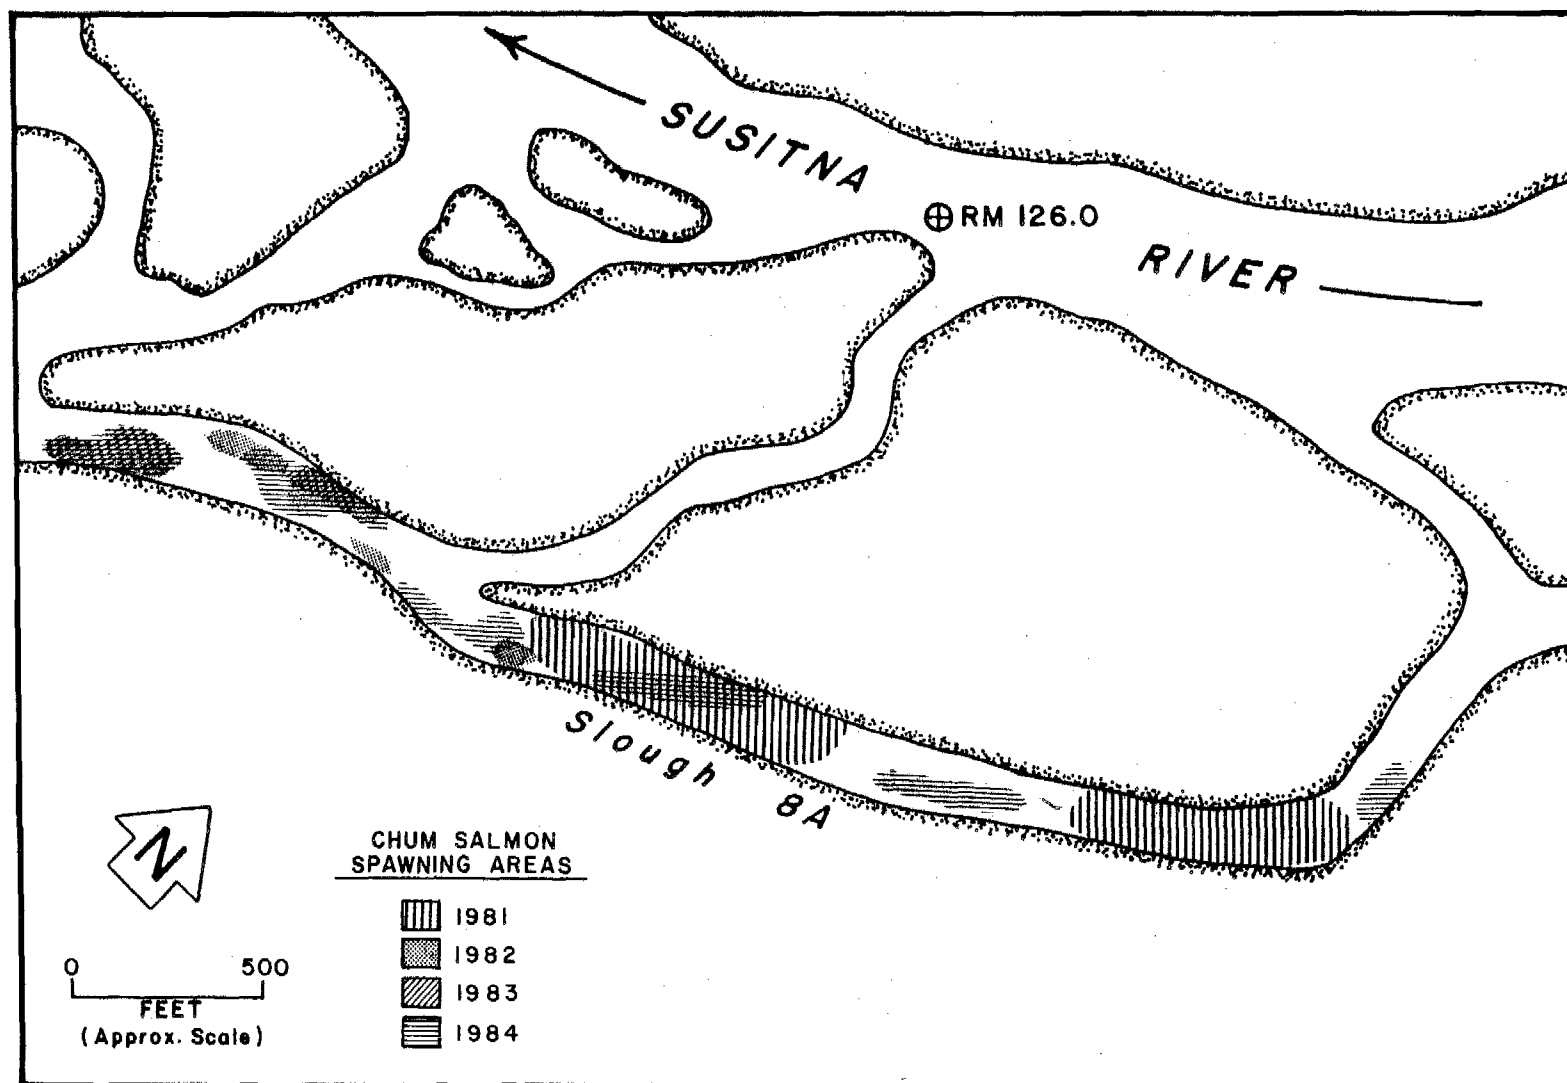 SUSITNA
RM 126.0
RIVER
Slough 8A
N
CHUM SALMON
SPAWNING AREAS
1981
1982
1983
1984
0 500
FEET
(Approx. Scale)